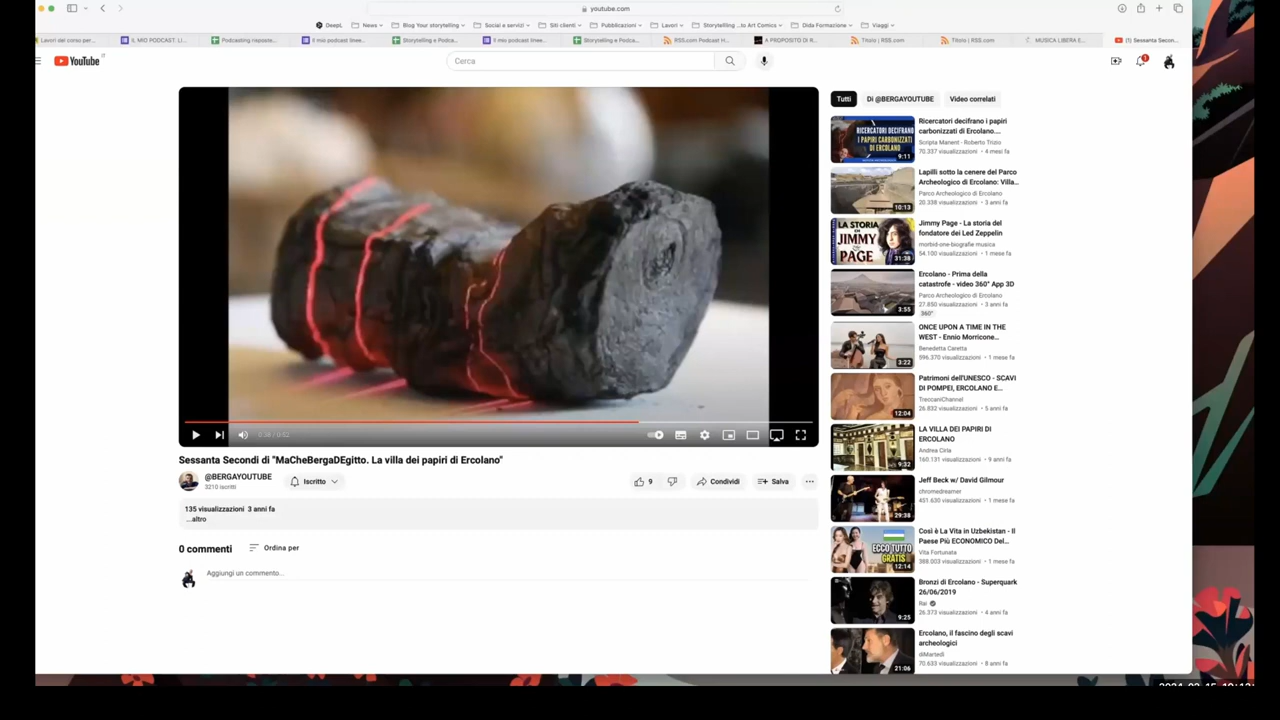 youtube.com
DeepL
News
Blog Your storytelling
Social e servizi
Siti clienti
Pubblicazioni
Lavori
Storytelling ...to Art Comics
Dida Formazione
Viaggi
Lavori del corso per...
IL MIO PODCAST. LI...
Podcasting risposte...
Il mio podcast linee...
Storytelling e Podca...
Il mio podcast linee...
Storytelling e Podca...
RSS.com Podcast H...
A PROPOSITO DI R...
Titolo | RSS.com
Titolo | RSS.com
MUSICA LIBERA E...
(1) Sessanta Secon...
YouTube IT
Cerca
Tutti
Di @BERGAYOUTUBE
Video correlati
RICERCATORI DECIFRANO
I PAPIRI CARBONIZZATI
DI ERCOLANO
9:11
Ricercatori decifrano i papiri
carbonizzati di Ercolano....
Scripta Manent - Roberto Trizio
70.337 visualizzazioni • 4 mesi fa
10:13
Lapilli sotto la cenere del Parco
Archeologico di Ercolano: Villa...
Parco Archeologico di Ercolano
20.338 visualizzazioni • 3 anni fa
LA STORIA
DI
JIMMY
PAGE
31:38
Jimmy Page - La storia del
fondatore dei Led Zeppelin
morbid-one-biografie musica
54.100 visualizzazioni • 1 mese fa
3:55
Ercolano - Prima della
catastrofe - video 360° App 3D
Parco Archeologico di Ercolano
27.850 visualizzazioni • 3 anni fa
360°
3:22
ONCE UPON A TIME IN THE
WEST - Ennio Morricone...
Benedetta Caretta
596.370 visualizzazioni • 1 mese fa
12:04
Patrimoni dell'UNESCO - SCAVI
DI POMPEI, ERCOLANO E...
TreccaniChannel
26.832 visualizzazioni • 5 anni fa
9:32
LA VILLA DEI PAPIRI DI
ERCOLANO
Andrea Cirla
160.131 visualizzazioni • 9 anni fa
29:38
Jeff Beck w/ David Gilmour
chromedreamer
451.630 visualizzazioni • 1 mese fa
ECCO TUTTO
GRATIS
12:14
Così è La Vita in Uzbekistan - Il
Paese Più ECONOMICO Del...
Vita Fortunata
388.003 visualizzazioni • 1 mese fa
9:25
Bronzi di Ercolano - Superquark
26/06/2019
Rai
26.373 visualizzazioni • 4 anni fa
21:06
Ercolano, il fascino degli scavi
archeologici
diMartedì
70.633 visualizzazioni • 8 anni fa
0:38 / 0:52
Sessanta Secondi di "MaCheBergaDEgitto. La villa dei papiri di Ercolano"
@BERGAYOUTUBE
3210 iscritti
Iscritto
9
Condividi
Salva
135 visualizzazioni 3 anni fa
...altro
0 commenti
Ordina per
Aggiungi un commento...